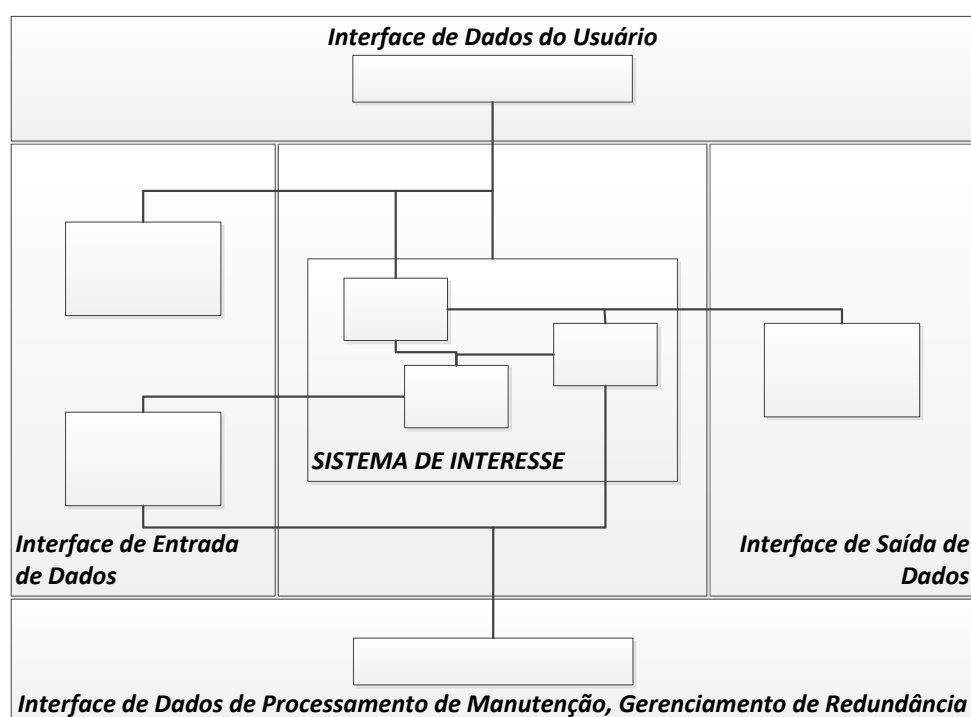 Interface de Dados do Usuário
SISTEMA DE INTERESSE
Interface de Entrada
de Dados
Interface de Saída de
Dados
Interface de Dados de Processamento de Manutenção, Gerenciamento de Redundância